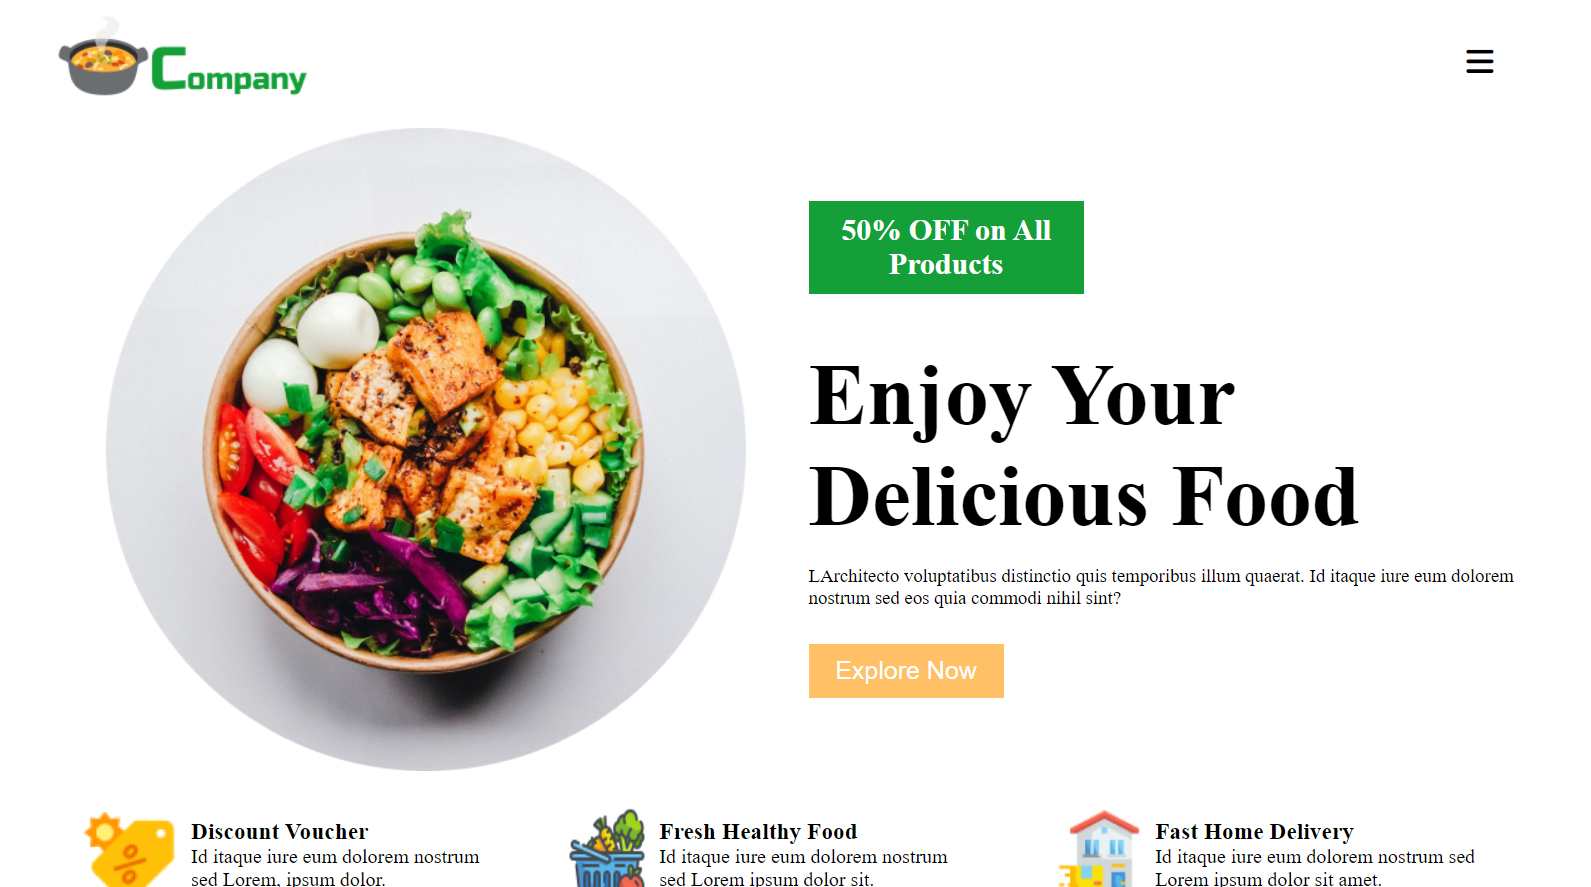 Company
50% OFF on All
Products
Enjoy Your
Delicious Food
LArchitecto voluptatibus distinctio quis temporibus illum quaerat. Id itaque iure eum dolorem
nostrum sed eos quia commodi nihil sint?
Explore Now
Discount Voucher
Id itaque iure eum dolorem nostrum
sed Lorem, ipsum dolor.
Fresh Healthy Food
Id itaque iure eum dolorem nostrum
sed Lorem ipsum dolor sit.
Fast Home Delivery
Id itaque iure eum dolorem nostrum sed
Lorem ipsum dolor sit amet.